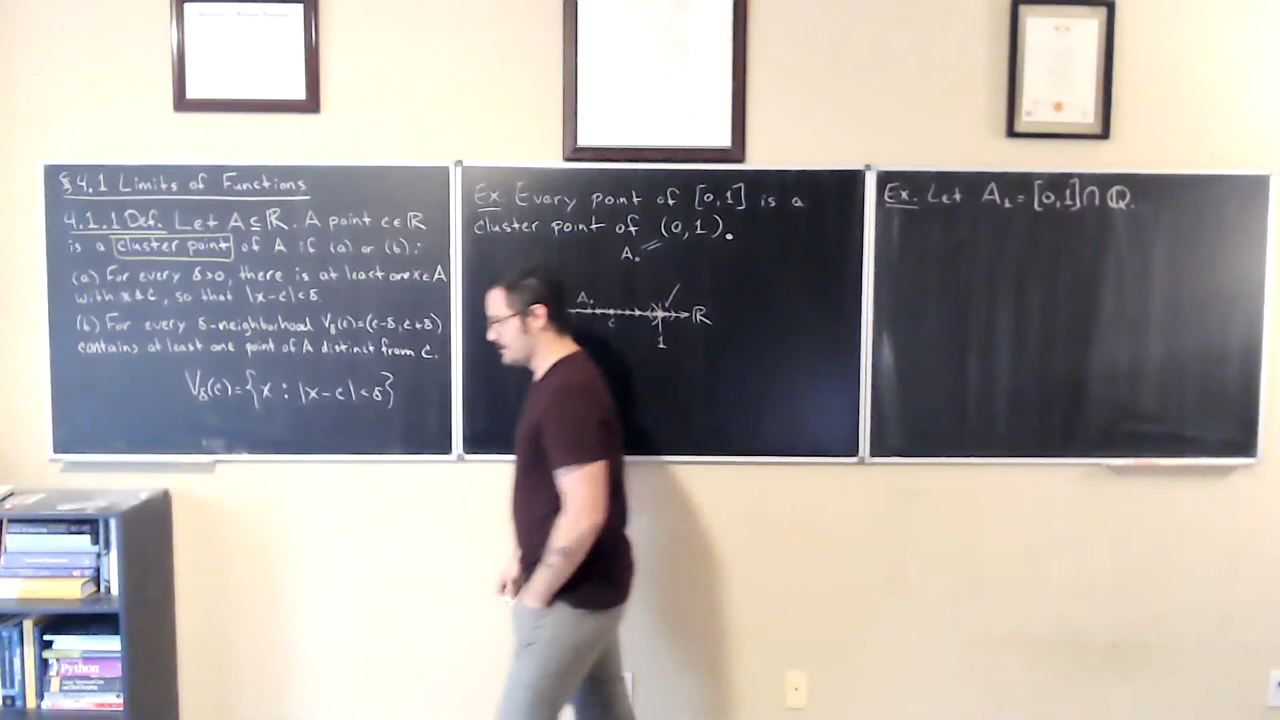 §4.1 Limits of Functions
4.1.1 Def. Let A ⊆ ℝ. A point c ∈ ℝ
is a cluster point of A if (a) or (b):
(a) For every δ>0, there is at least one x ∈ A
with x ≠ c, so that |x-c|<δ.
(b) For every δ-neighborhood V_δ(c)=(c-δ, c+δ)
contains at least one point of A distinct from c.
V_δ(c)={x : |x-c|<δ}
Ex. Every point of [0,1] is a
cluster point of (0,1).
A₀
A₀
c
ℝ
1
Ex. Let A₁ = [0,1]∩ℚ.
Python